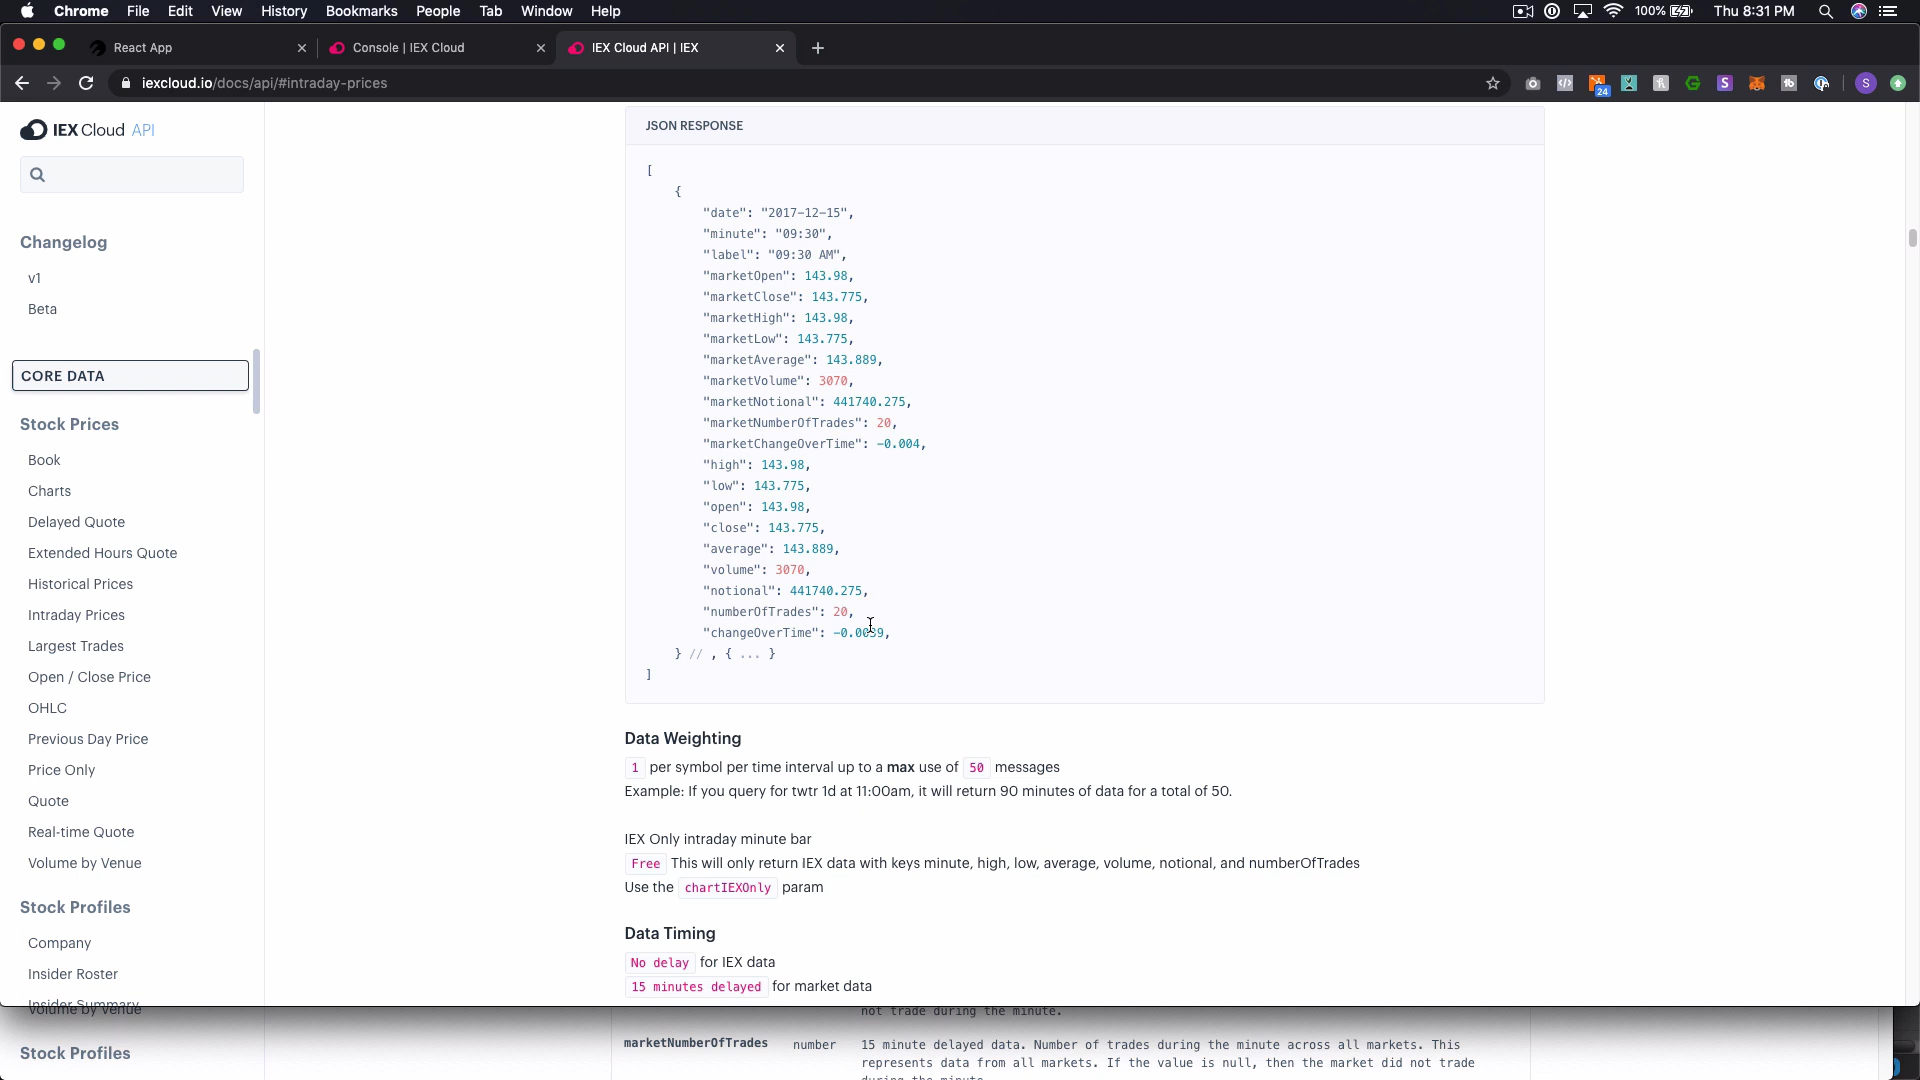 Chrome File Edit View History Bookmarks People Tab Window Help 100% Thu 8:31 PM
React App
Console | IEX Cloud
IEX Cloud API | IEX
iexcloud.io/docs/api/#intraday-prices
24
S
S
IEX Cloud API
Changelog
v1
Beta
CORE DATA
Stock Prices
Book
Charts
Delayed Quote
Extended Hours Quote
Historical Prices
Intraday Prices
Largest Trades
Open / Close Price
OHLC
Previous Day Price
Price Only
Quote
Real-time Quote
Volume by Venue
Stock Profiles
Company
Insider Roster
Insider Summary
Volume by Venue
Stock Profiles
JSON RESPONSE
[
{
"date": "2017-12-15",
"minute": "09:30",
"label": "09:30 AM",
"marketOpen": 143.98,
"marketClose": 143.775,
"marketHigh": 143.98,
"marketLow": 143.775,
"marketAverage": 143.889,
"marketVolume": 3070,
"marketNotional": 441740.275,
"marketNumberOfTrades": 20,
"marketChangeOverTime": -0.004,
"high": 143.98,
"low": 143.775,
"open": 143.98,
"close": 143.775,
"average": 143.889,
"volume": 3070,
"notional": 441740.275,
"numberOfTrades": 20,
"changeOverTime": -0.0039,
} // , { ... }
]
Data Weighting
1 per symbol per time interval up to a max use of 50 messages
Example: If you query for twtr 1d at 11:00am, it will return 90 minutes of data for a total of 50.
IEX Only intraday minute bar
Free This will only return IEX data with keys minute, high, low, average, volume, notional, and numberOfTrades
Use the chartIEXOnly param
Data Timing
No delay for IEX data
15 minutes delayed for market data
not trade during the minute.
marketNumberOfTrades number 15 minute delayed data. Number of trades during the minute across all markets. This
represents data from all markets. If the value is null, then the market did not trade
during the minute.